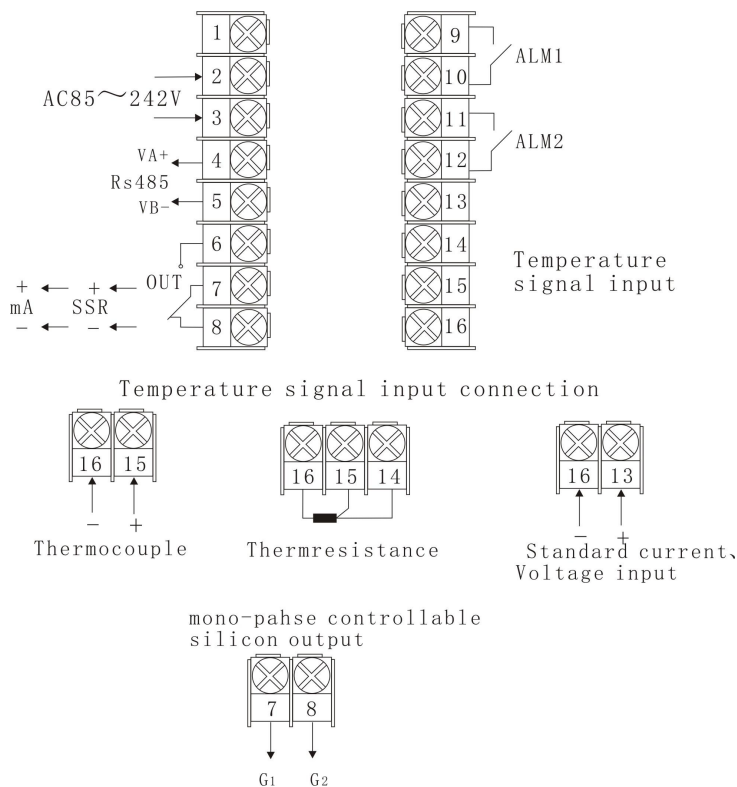 1
9
ALM1
2
10
AC85～242V
3
11
ALM2
VA+
4
12
Rs485
VB-
5
13
6
14
Temperature
signal input
OUT
7
15
+ + 
mA SSR
- -
8
16
Temperature signal input connection
16 15
- +
Thermocouple
16 15 14
Thermresistance
16 13
- +
Standard current、
Voltage input
mono-pahse controllable
silicon output
7 8
G1 G2